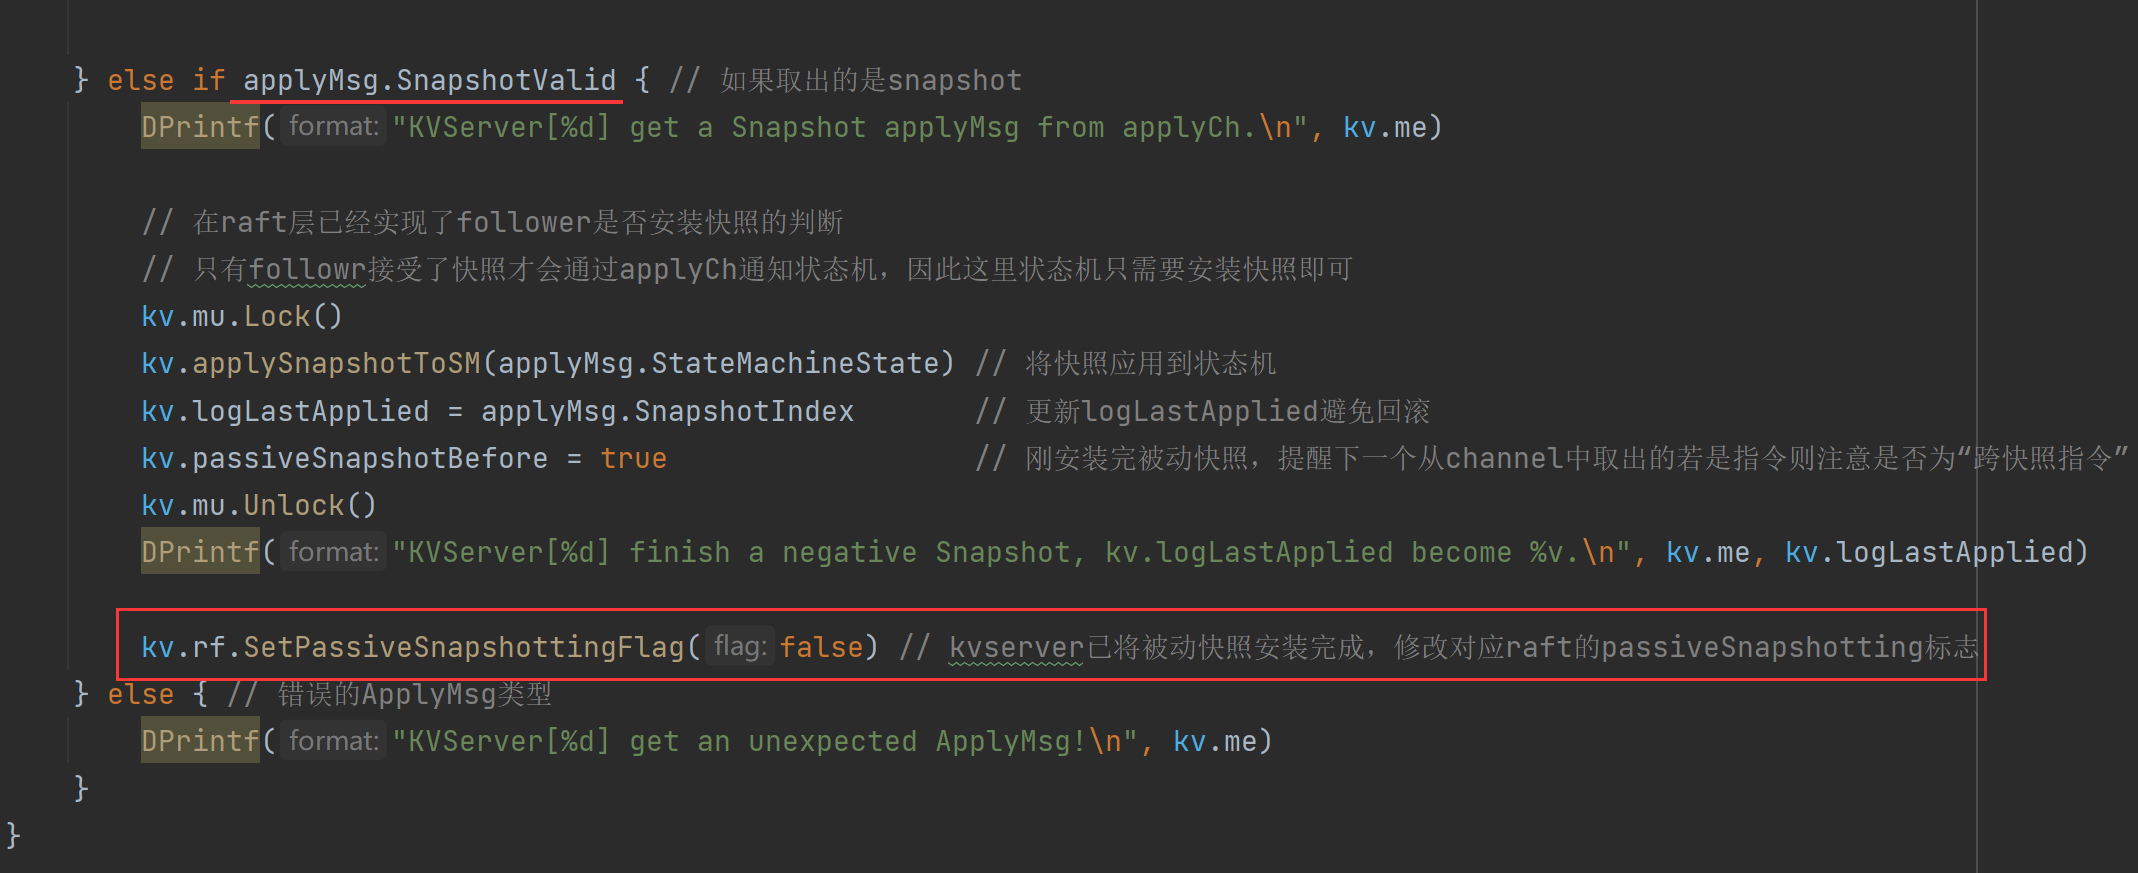 } else if applyMsg.SnapshotValid { // 如果取出的是snapshot
DPrintf( format: "KVServer[%d] get a Snapshot applyMsg from applyCh.\n", kv.me)
// 在raft层已经实现了follower是否安装快照的判断
// 只有followr接受了快照才会通过applyCh通知状态机，因此这里状态机只需要安装快照即可
kv.mu.Lock()
kv.applySnapshotToSM(applyMsg.StateMachineState) // 将快照应用到状态机
kv.logLastApplied = applyMsg.SnapshotIndex // 更新logLastApplied避免回滚
kv.passiveSnapshotBefore = true // 刚安装完被动快照，提醒下一个从channel中取出的若是指令则注意是否为“跨快照指令”
kv.mu.Unlock()
DPrintf( format: "KVServer[%d] finish a negative Snapshot, kv.logLastApplied become %v.\n", kv.me, kv.logLastApplied)
kv.rf.SetPassiveSnapshottingFlag( flag: false) // kvserver已将被动快照安装完成，修改对应raft的passiveSnapshotting标志
} else { // 错误的ApplyMsg类型
DPrintf( format: "KVServer[%d] get an unexpected ApplyMsg!\n", kv.me)
}
}